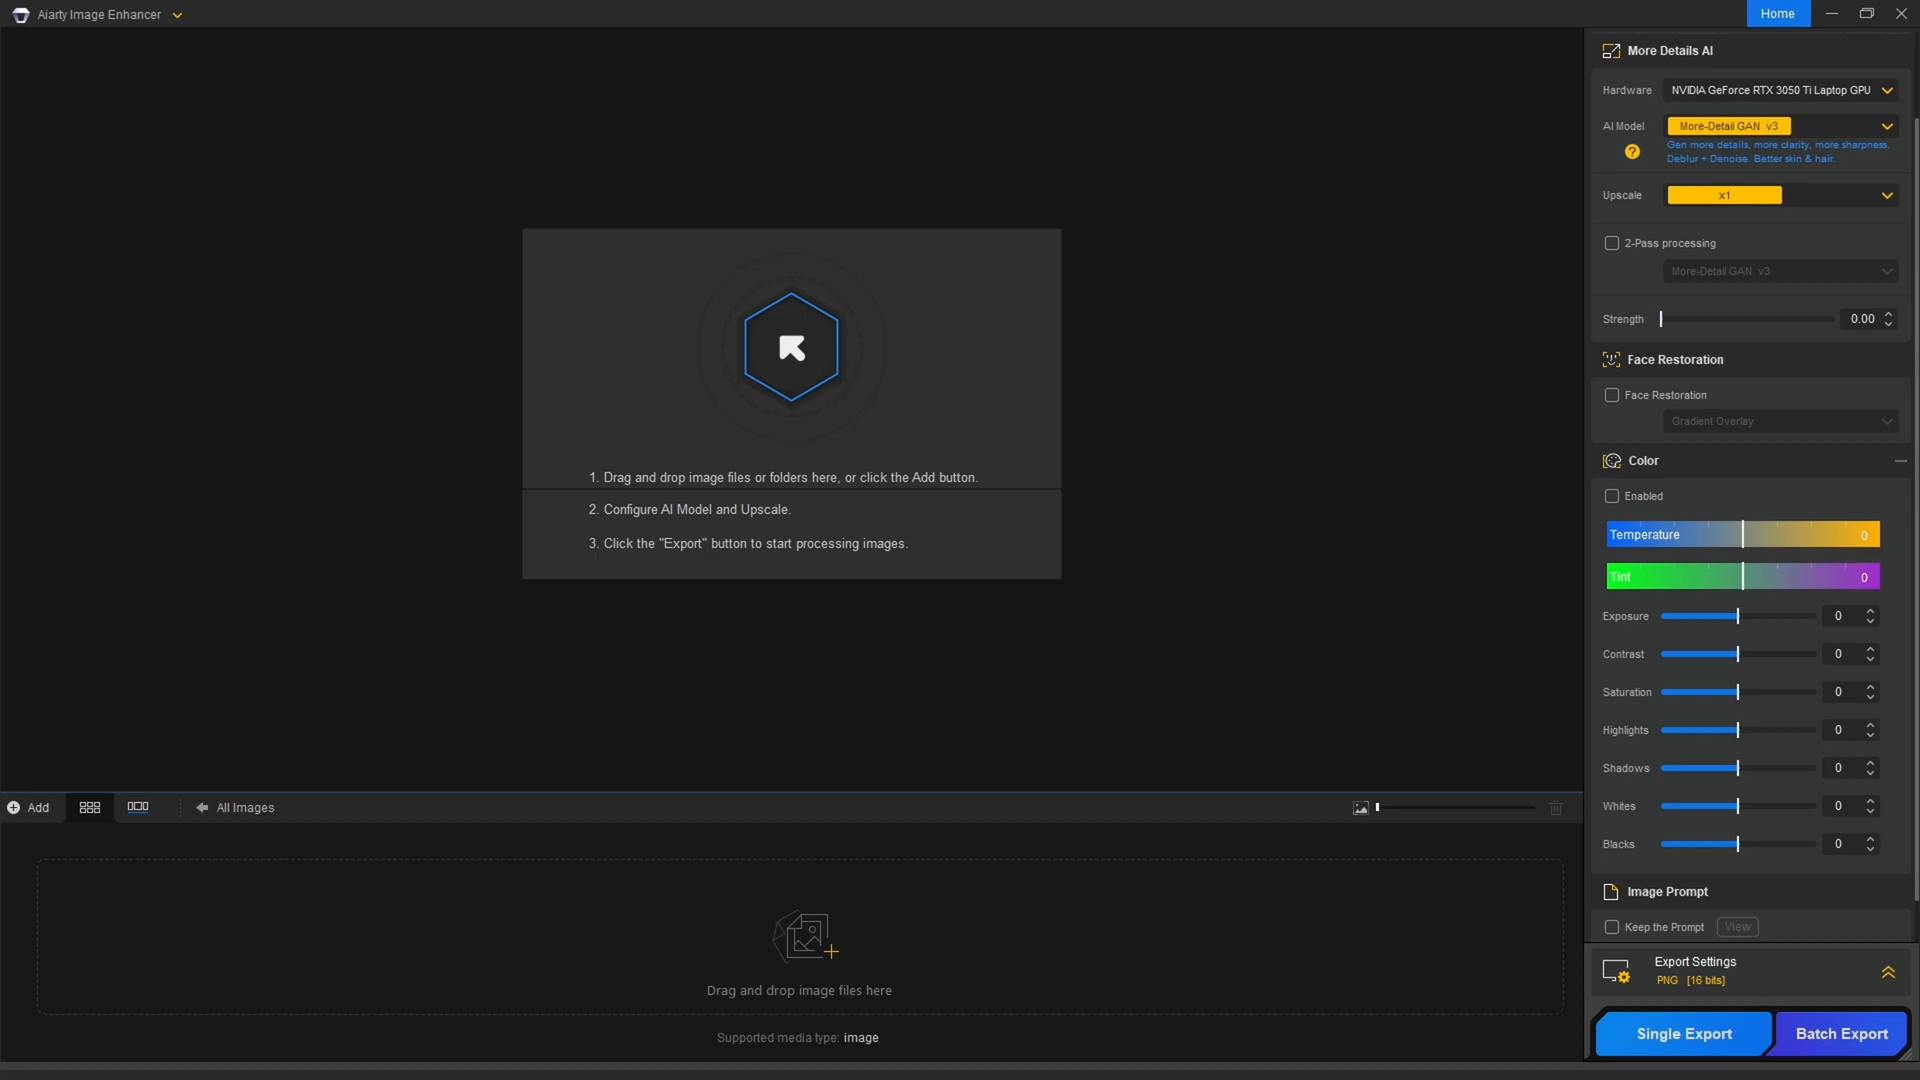 Aiarty Image Enhancer
Home
More Details AI
Hardware NVIDIA GeForce RTX 3050 Ti Laptop GPU
AI Model More-Detail GAN v3
? Gen more details, more clarity, more sharpness.
Deblur + Denoise. Better skin & hair.
Upscale x1
2-Pass processing
More-Detail GAN v3
Strength 0.00
Face Restoration
Face Restoration
Gradient Overlay
Color
Enabled
Temperature 0
Tint 0
Exposure 0
Contrast 0
Saturation 0
Highlights 0
Shadows 0
Whites 0
Blacks 0
Image Prompt
Keep the Prompt View
Export Settings
PNG [16 bits]
Single Export Batch Export
1. Drag and drop image files or folders here, or click the Add button.
2. Configure AI Model and Upscale.
3. Click the "Export" button to start processing images.
Add All Images
Drag and drop image files here
Supported media type: image